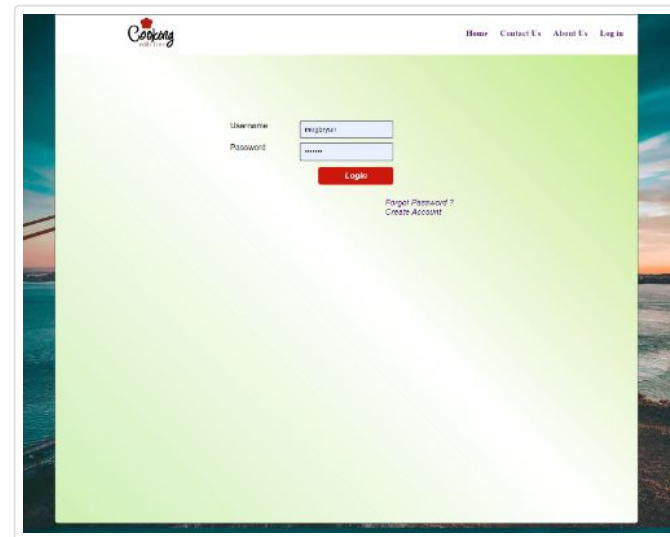 Cooking
Home Contact Us About Us Log in
Username
Password
Login
Forgot Password ?
Create Account